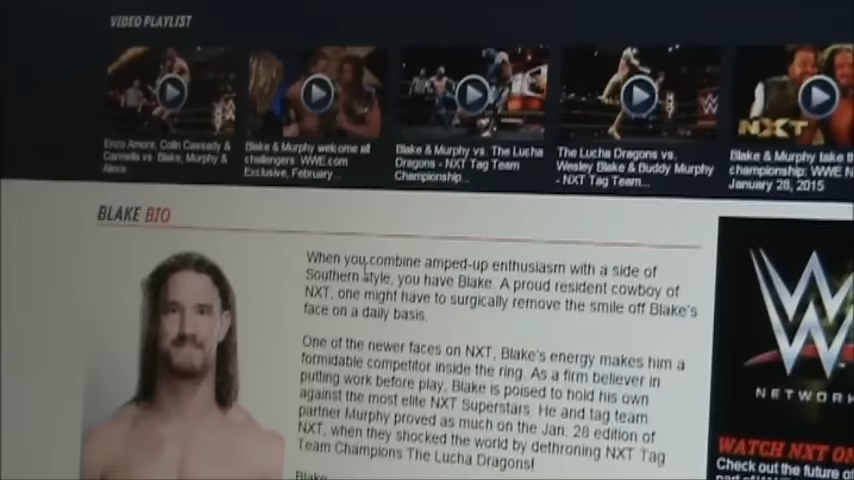 VIDEO PLAYLIST
Enzo Amore, Colin Cassady &
Carmella vs. Blake, Murphy &
Alexa
Blake & Murphy welcome all
challengers: WWE.com
Exclusive, February...
Blake & Murphy vs. The Lucha
Dragons - NXT Tag Team
Championship...
The Lucha Dragons vs.
Wesley Blake & Buddy Murphy
- NXT Tag Team...
NXT
Blake & Murphy take th
championship: WWE N
January 28, 2015
BLAKE BIO
When you combine amped-up enthusiasm with a side of
Southern style, you have Blake. A proud resident cowboy of
NXT, one might have to surgically remove the smile off Blake's
face on a daily basis.
One of the newer faces on NXT, Blake's energy makes him a
formidable competitor inside the ring. As a firm believer in
putting work before play, Blake is poised to hold his own
against the most elite NXT Superstars. He and tag team
partner Murphy proved as much on the Jan. 28 edition of
NXT, when they shocked the world by dethroning NXT Tag
Team Champions The Lucha Dragons!
Blake
W
NETWORK
WATCH NXT ON
Check out the future of